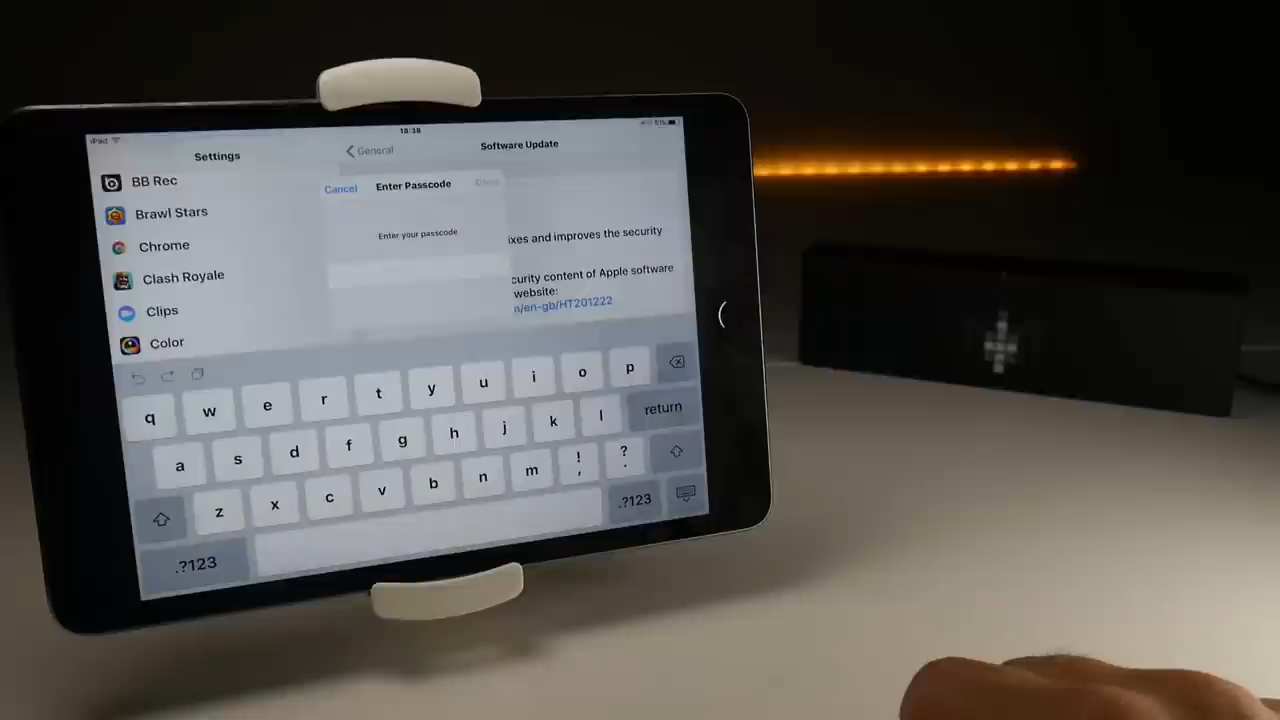 iPad
18:38
Settings
General
Software Update
BB Rec
Brawl Stars
Chrome
Clash Royale
Clips
Color
Cancel
Enter Passcode
Done
Enter your passcode
ixes and improves the security
curity content of Apple software
website:
n/en-gb/HT201222
q w e r t y u i o p
a s d f g h j k l return
z x c v b n m ! , ? .
.?123
.?123